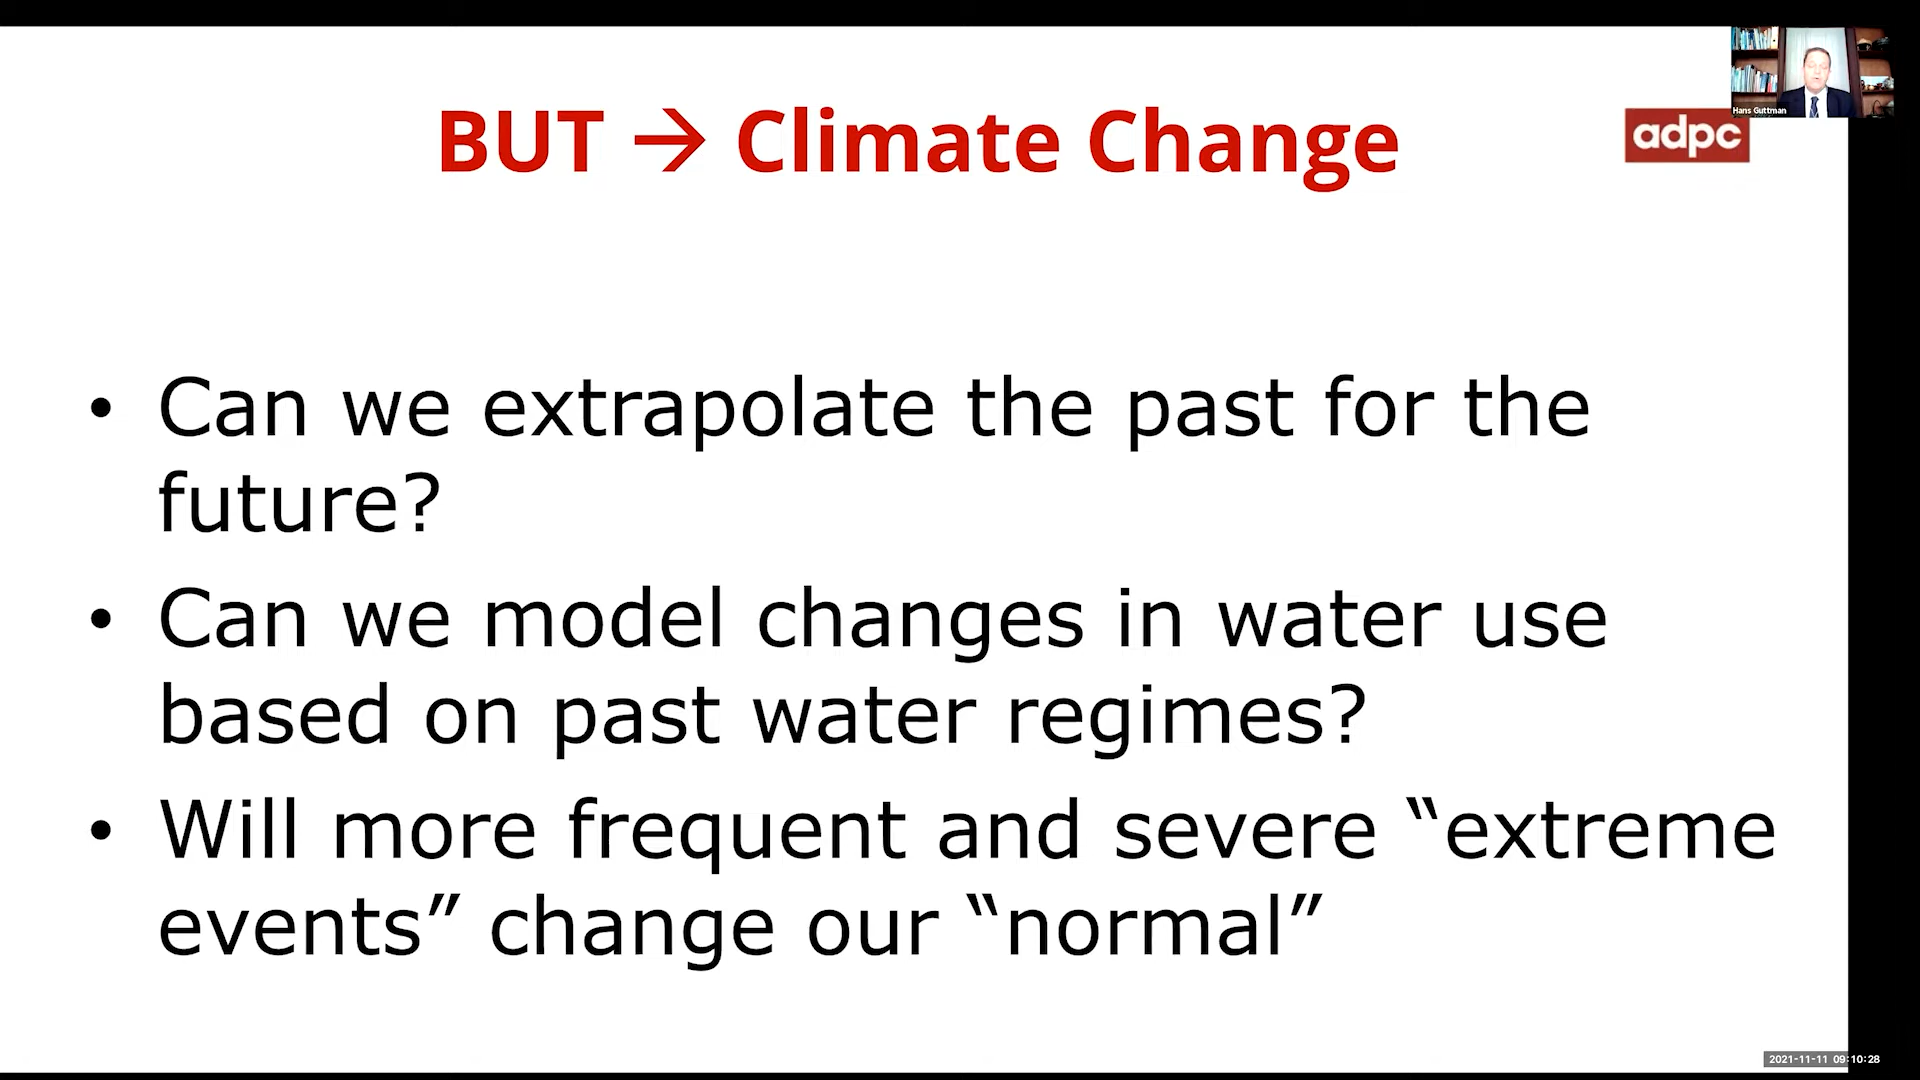 BUT → Climate Change
Hans Guttman
adpc
• Can we extrapolate the past for the
future?
• Can we model changes in water use
based on past water regimes?
• Will more frequent and severe “extreme
events” change our “normal”
2021-11-11 09:10:28